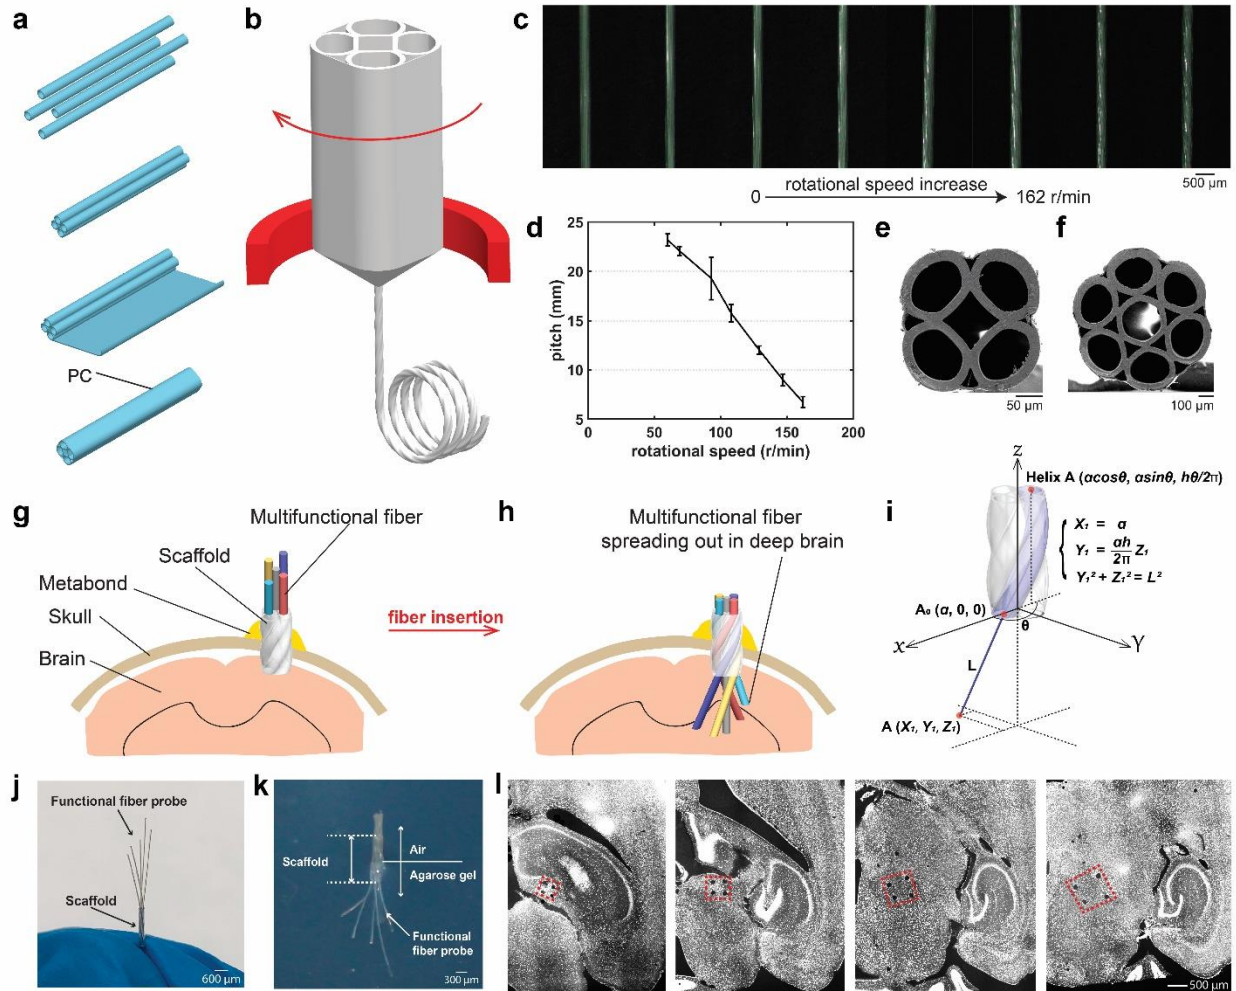 a
PC
b
c
500 μm
0
rotational speed increase
162 r/min
d
25
20
15
10
5
0
50
100
150
200
pitch (mm)
rotational speed (r/min)
e
50 μm
f
100 μm
g
Multifunctional fiber
Scaffold
Metabond
Skull
Brain
fiber insertion
h
Multifunctional fiber
spreading out in deep brain
i
z
Helix A (αcosθ, αsinθ, hθ/2π)
X₁ = α
Y₁ = αh/2π Z₁
Y₁² + Z₁² = L²
A₀ (α, 0, 0)
θ
x
Y
L
A (X₁, Y₁, Z₁)
j
Functional fiber probe
Scaffold
600 μm
k
Scaffold
Air
Agarose gel
Functional
fiber probe
300 μm
l
500 μm